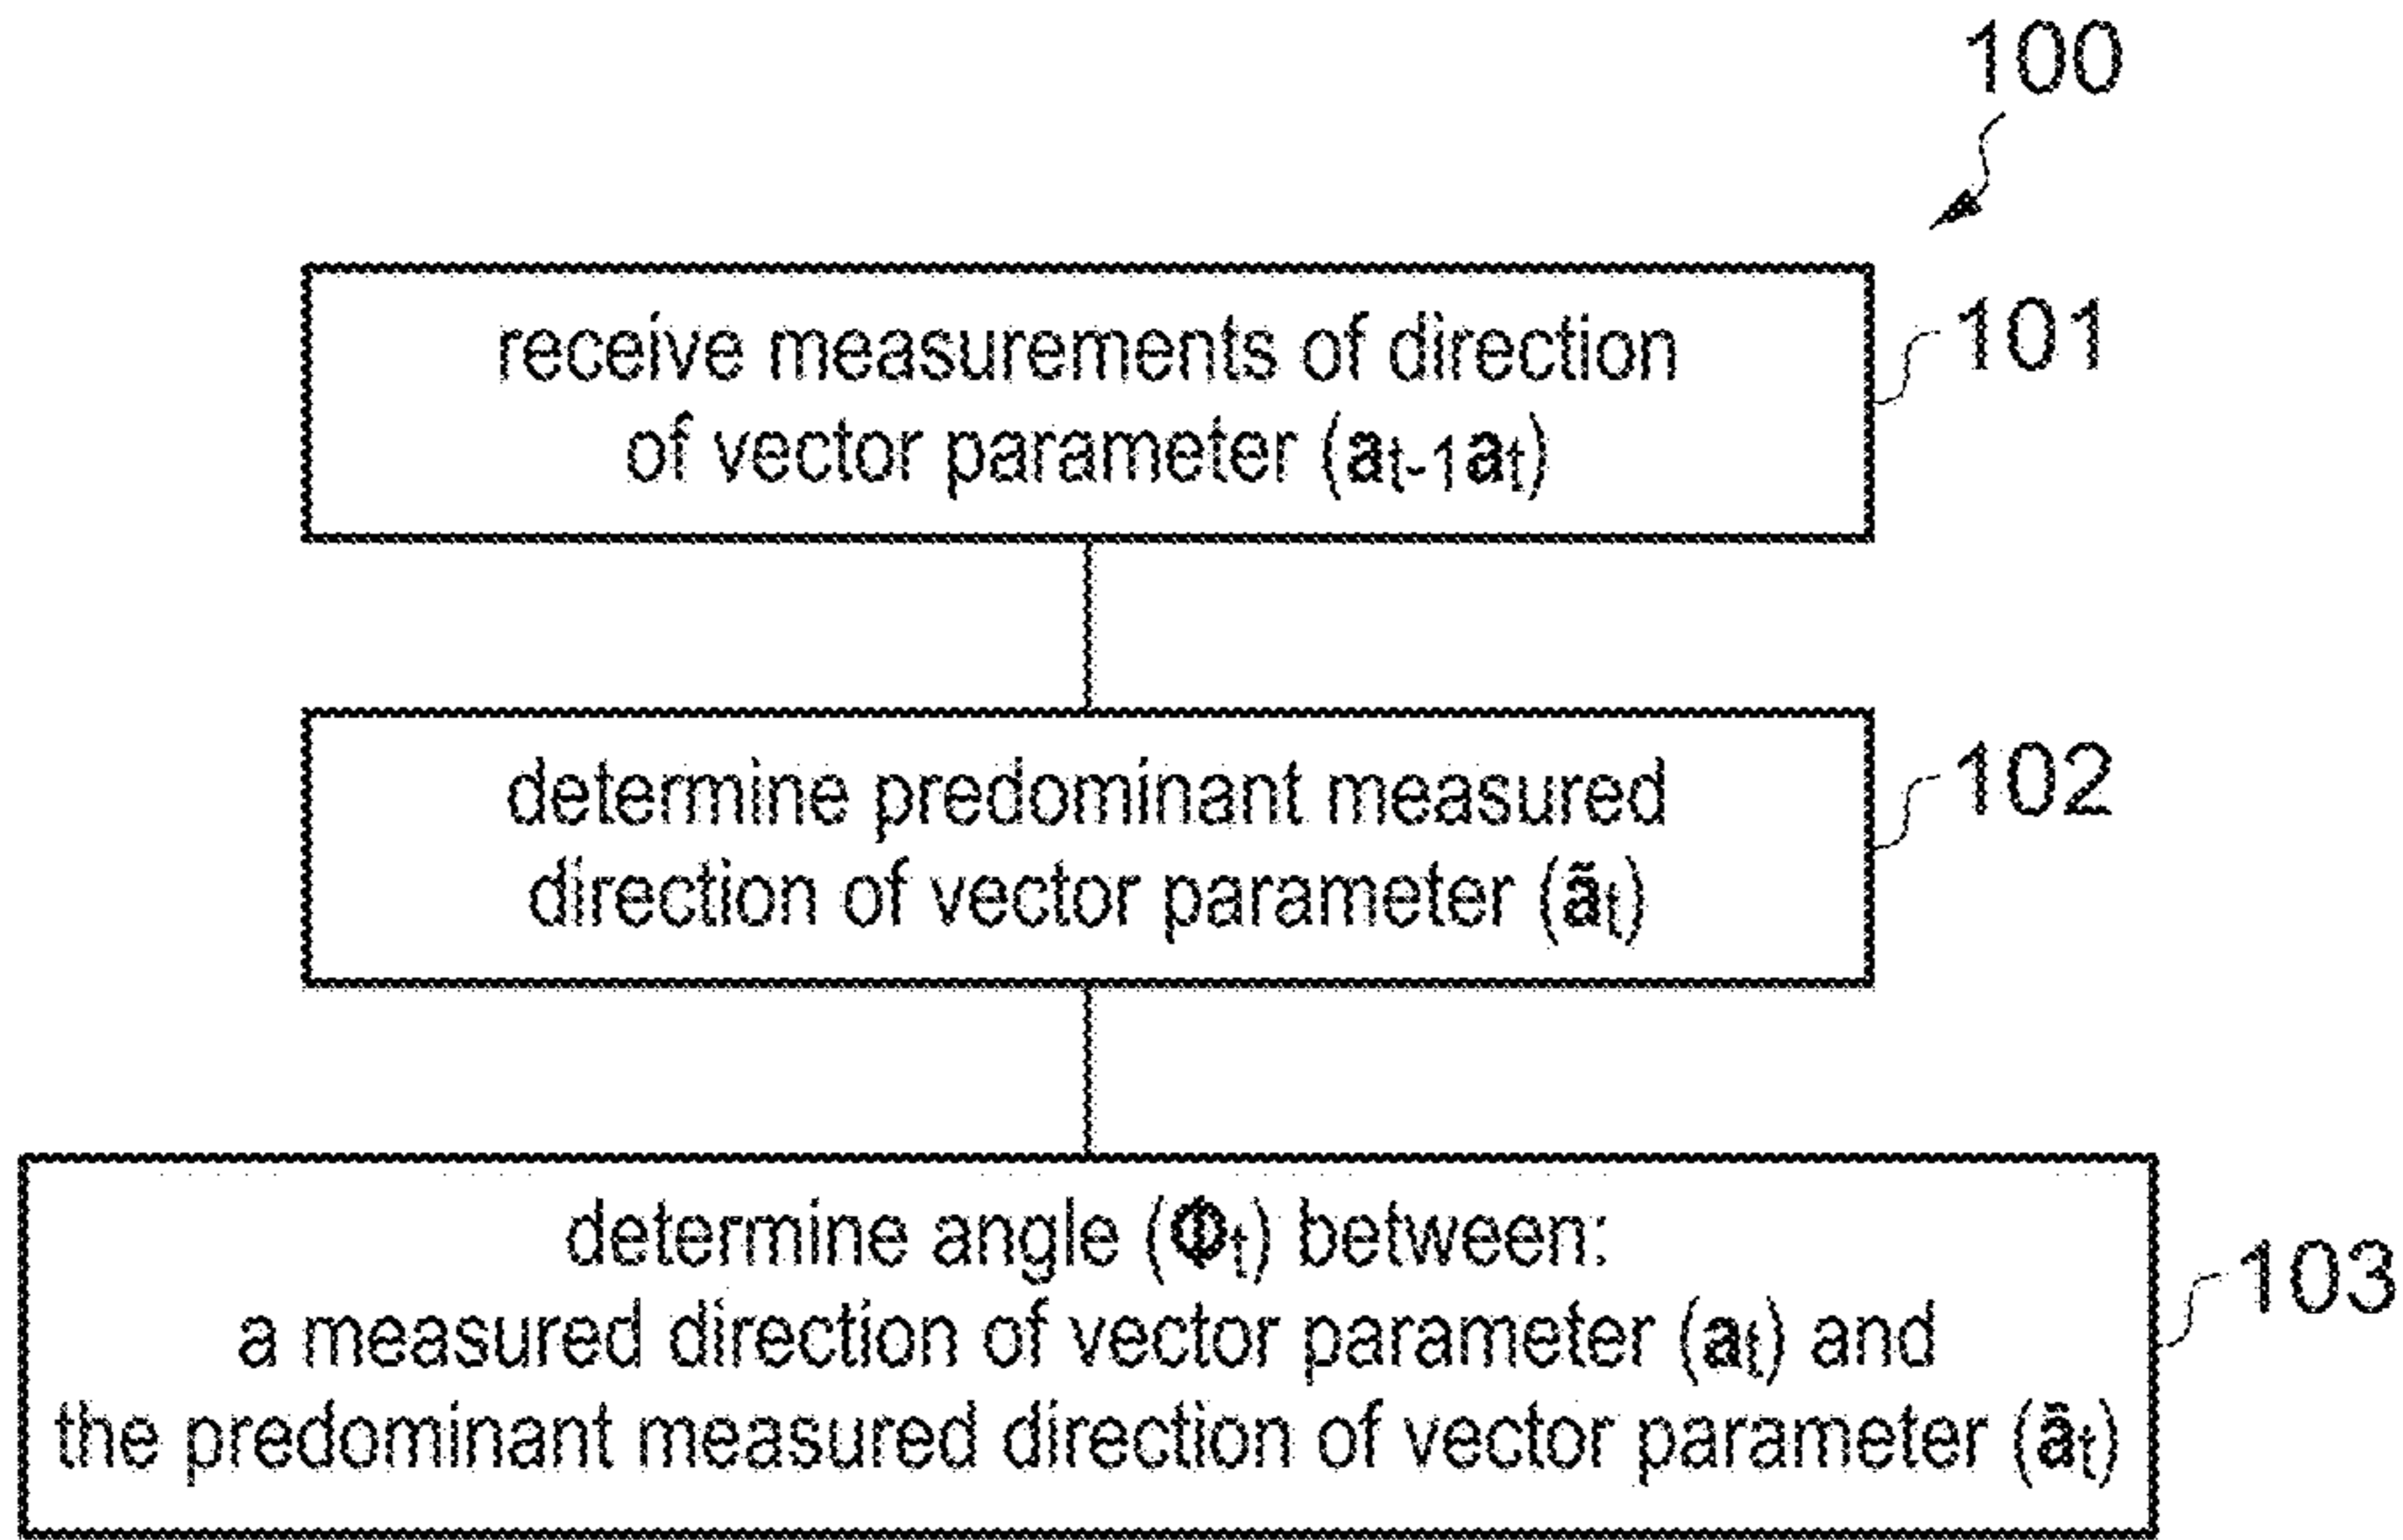 100
receive measurements of direction
of vector parameter (aₜ₋₁aₜ)
101
determine predominant measured
direction of vector parameter (ãₜ)
102
determine angle (Φₜ) between:
a measured direction of vector parameter (aₜ) and
the predominant measured direction of vector parameter (ãₜ)
103